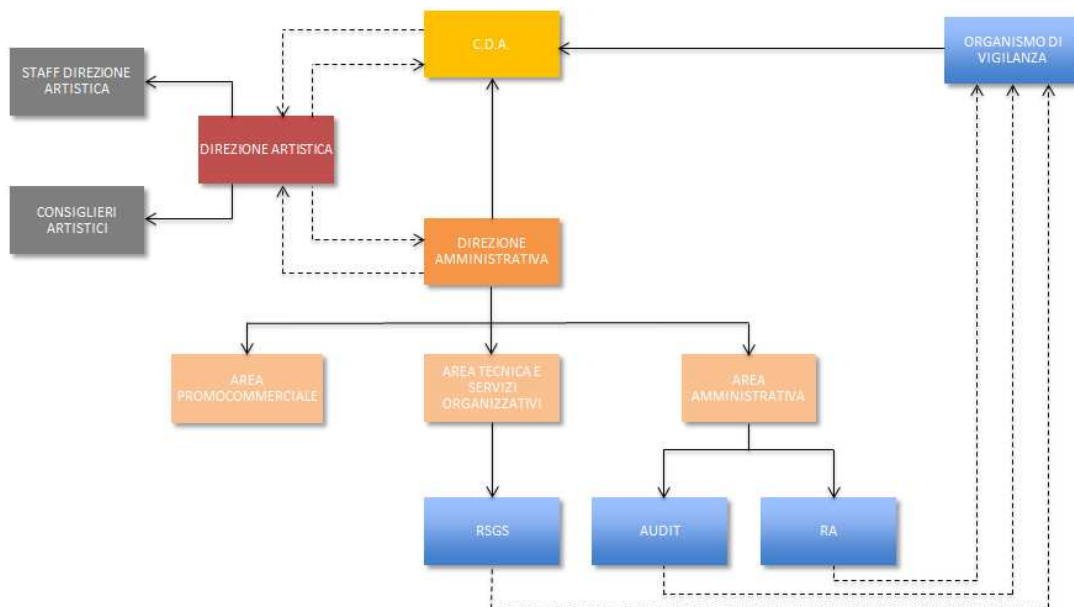 C.D.A.
ORGANISMO DI
VIGILANZA
STAFF DIREZIONE
ARTISTICA
DIREZIONE ARTISTICA
CONSIGLIERI
ARTISTICI
DIREZIONE
AMMINISTRATIVA
AREA
PROMOCOMMERCIALE
AREA TECNICA E
SERVIZI
ORGANIZZATIVI
AREA
AMMINISTRATIVA
RSGS
AUDIT
RA